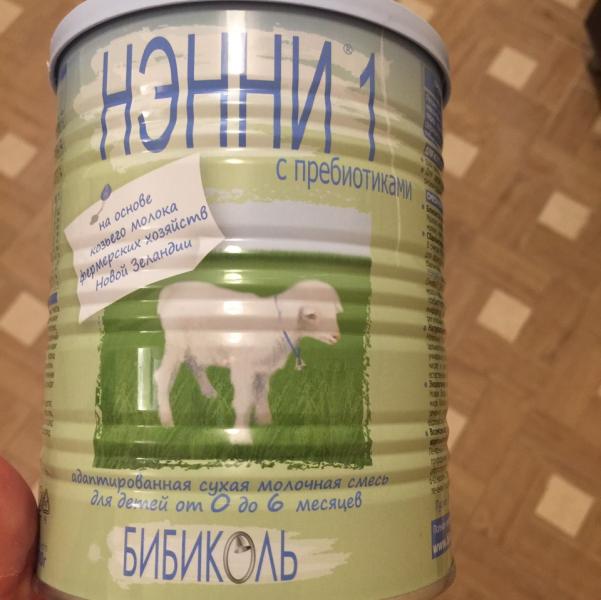 НЭННИ® 1
с пребиотиками
на основе
козьего молока
фермерских хозяйств
Новой Зеландии
адаптированная сухая молочная смесь
для детей от 0 до 6 месяцев
БИБИКОЛЬ